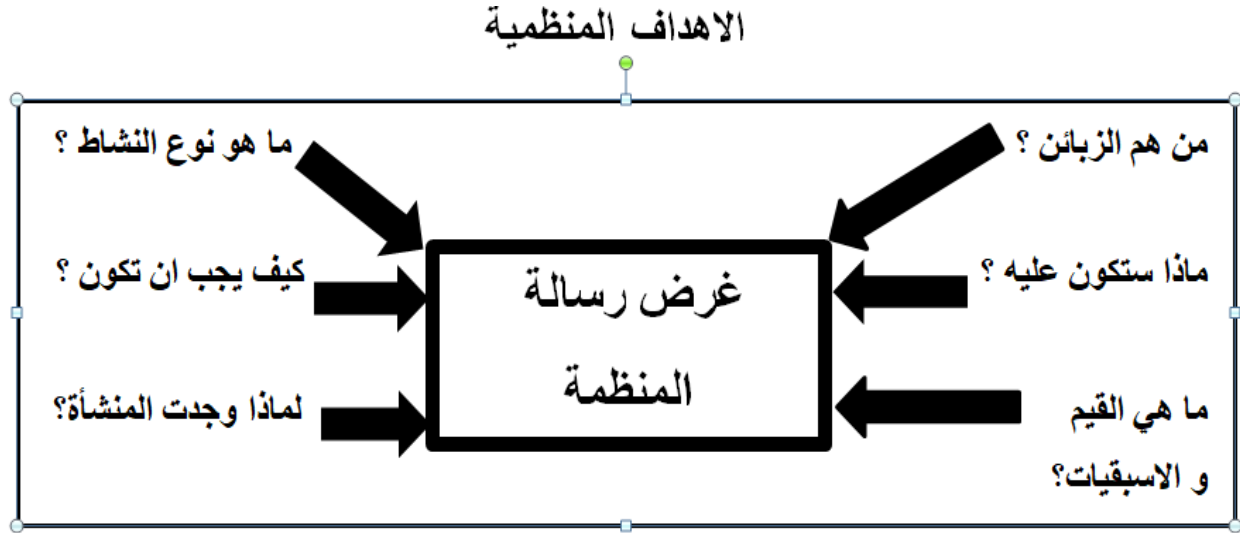 الاهداف المنظمية
من هم الزبائن ؟
ما هو نوع النشاط ؟
ماذا ستكون عليه ؟
كيف يجب ان تكون ؟
غرض رسالة
المنظمة
ما هي القيم
و الاسبقيات؟
لماذا وجدت المنشأة؟